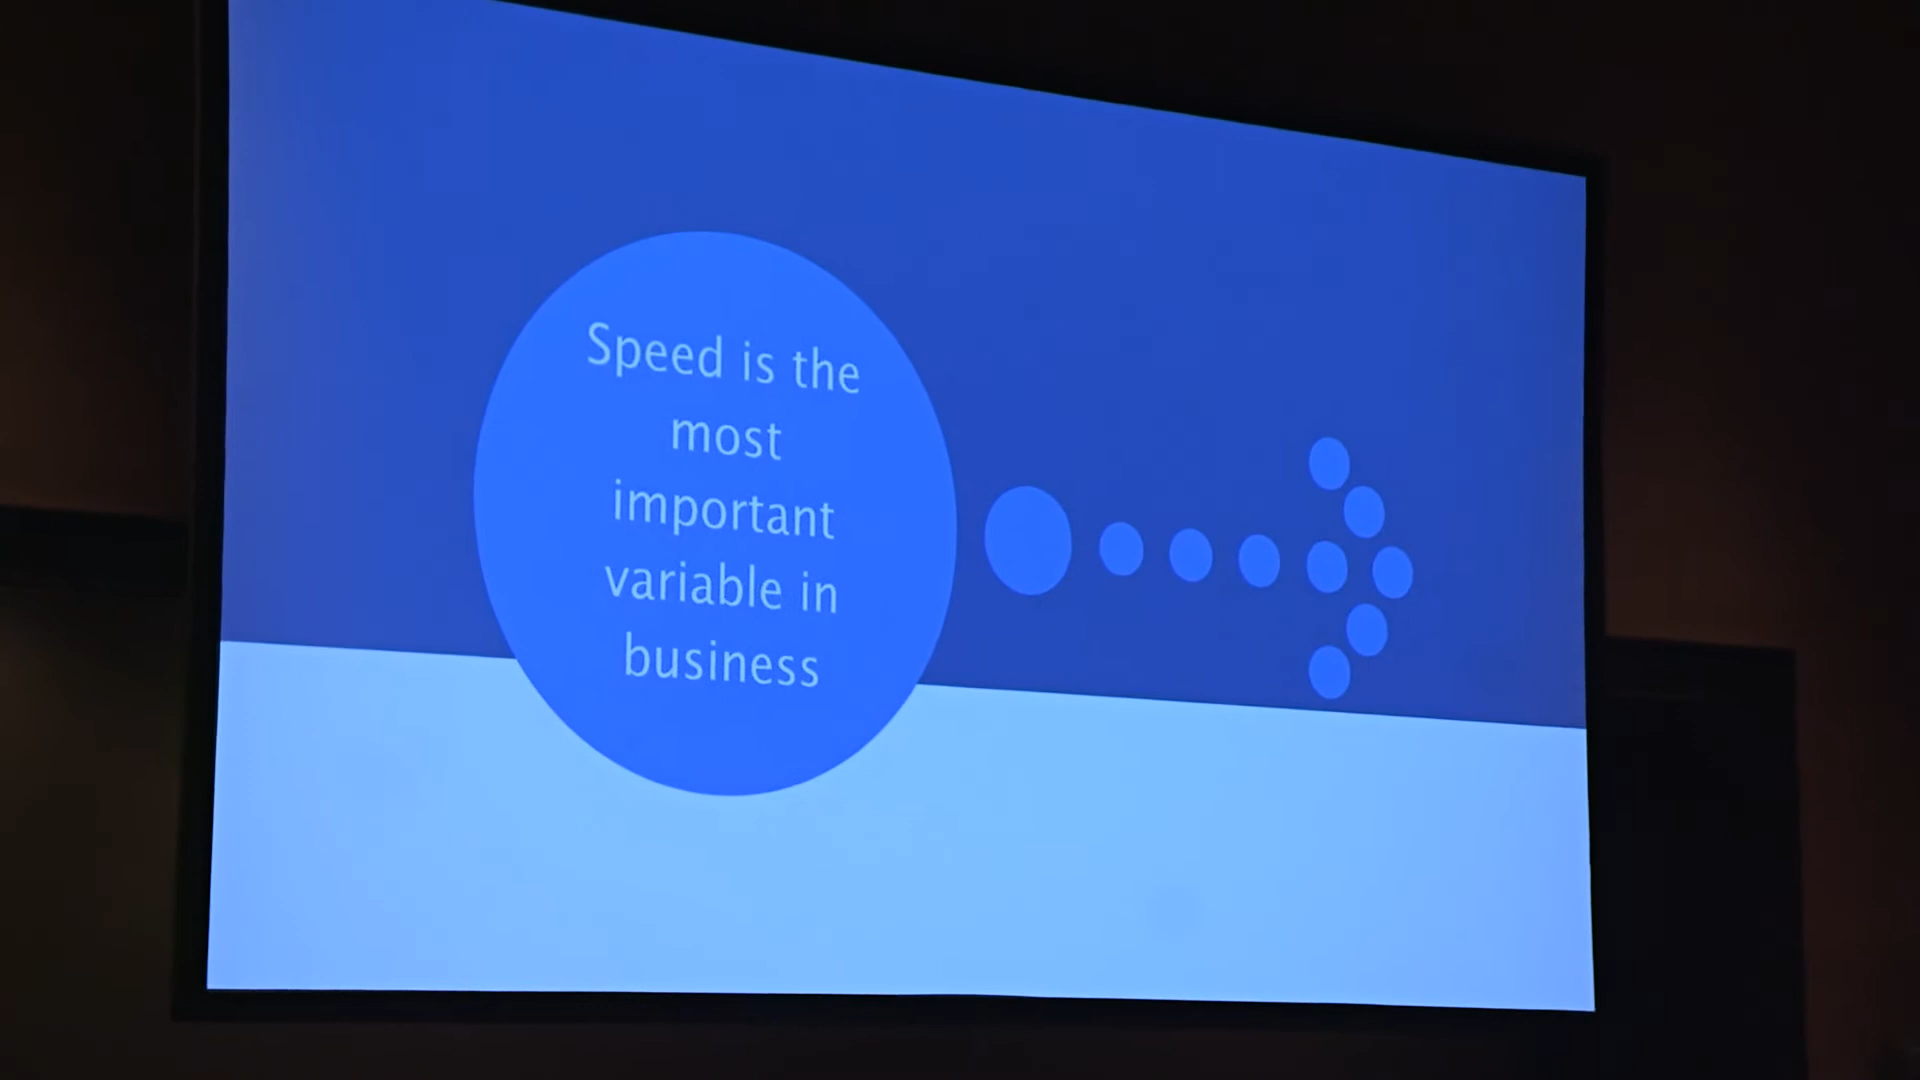 Speed is the
most
important
variable in
business